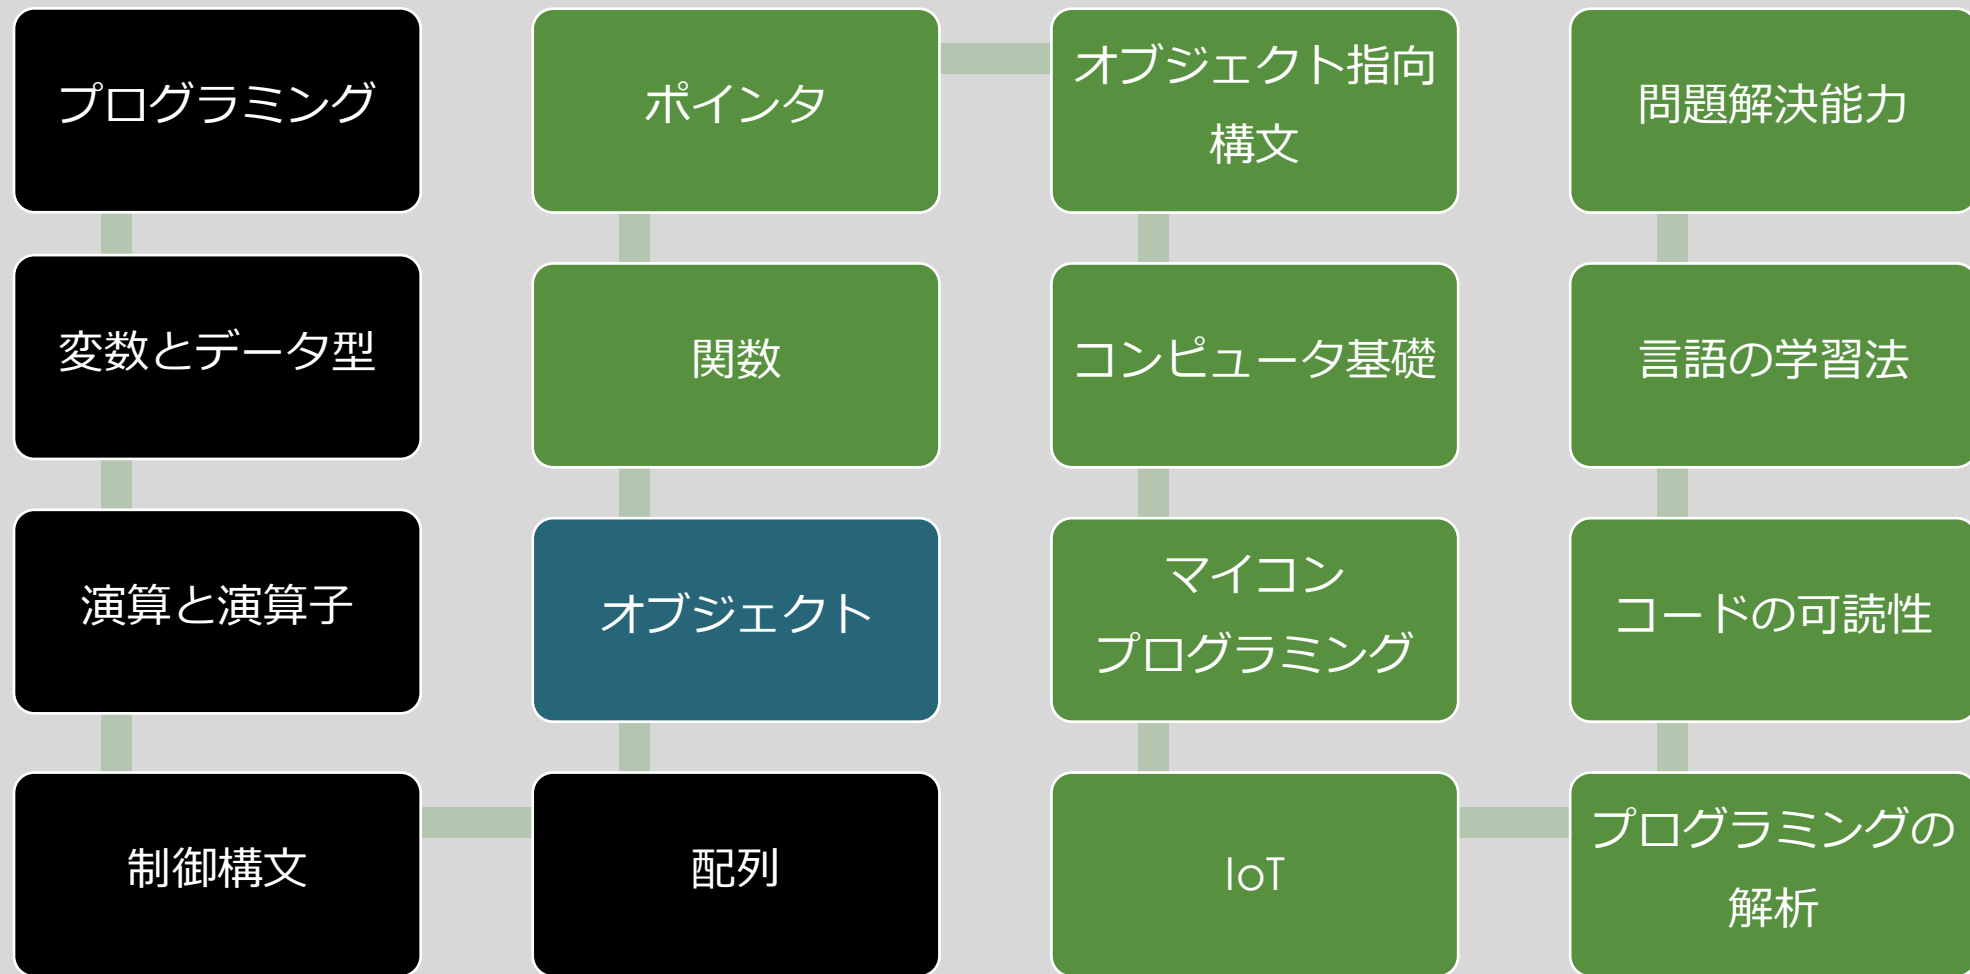 プログラミング
変数とデータ型
演算と演算子
制御構文
配列
オブジェクト
関数
ポインタ
オブジェクト指向
構文
コンピュータ基礎
マイコン
プログラミング
IoT
プログラミングの
解析
コードの可読性
言語の学習法
問題解決能力